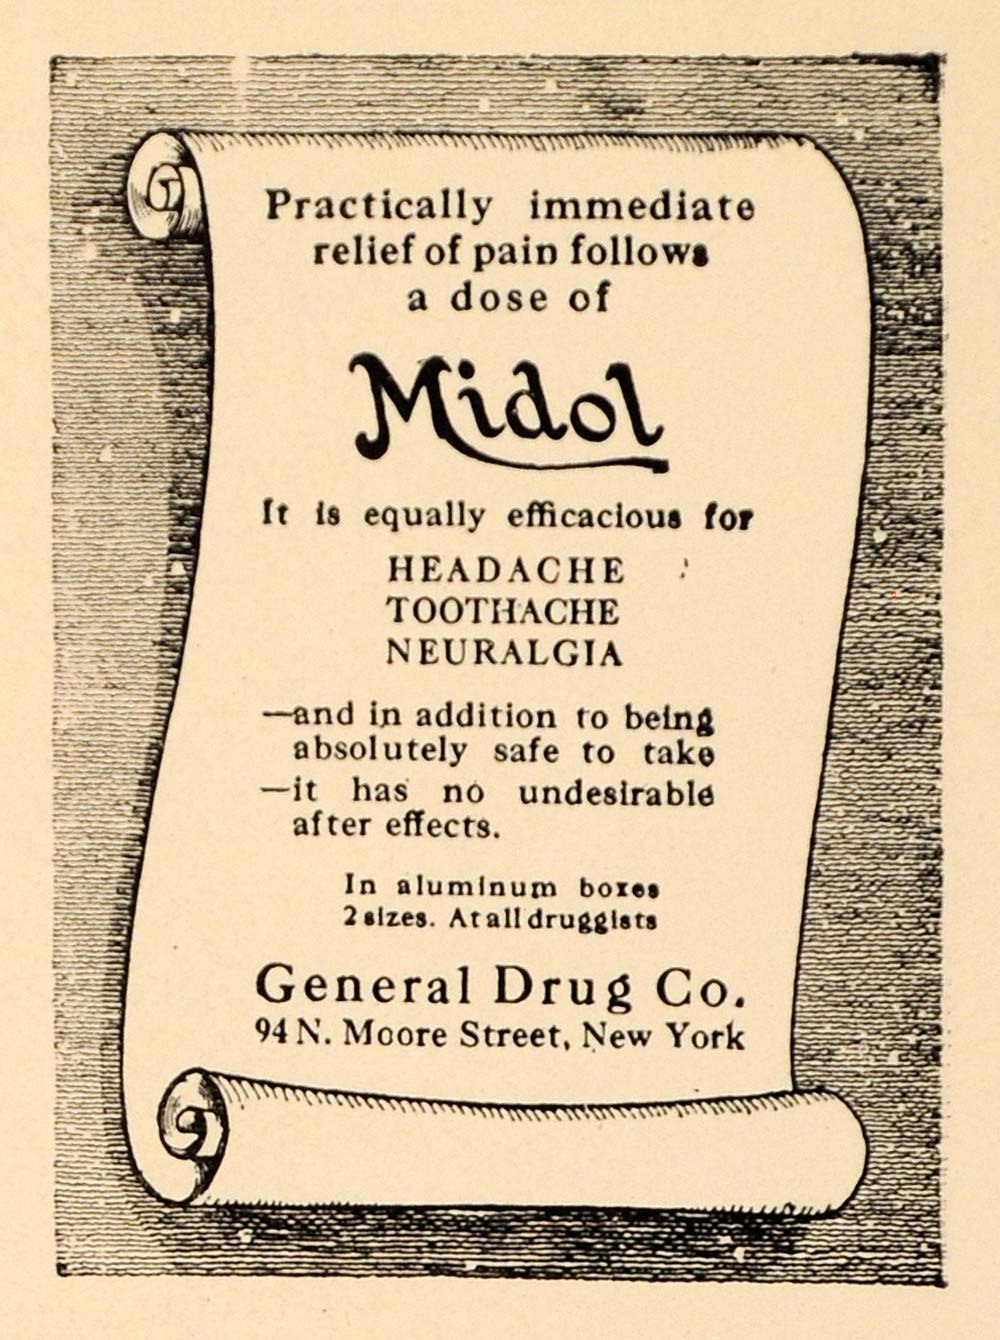 Practically immediate
relief of pain follows
a dose of
Midol
It is equally efficacious for
HEADACHE
TOOTHACHE
NEURALGIA
—and in addition to being
absolutely safe to take
—it has no undesirable
after effects.
In aluminum boxes
2 sizes. At all druggists
General Drug Co.
94 N. Moore Street, New York